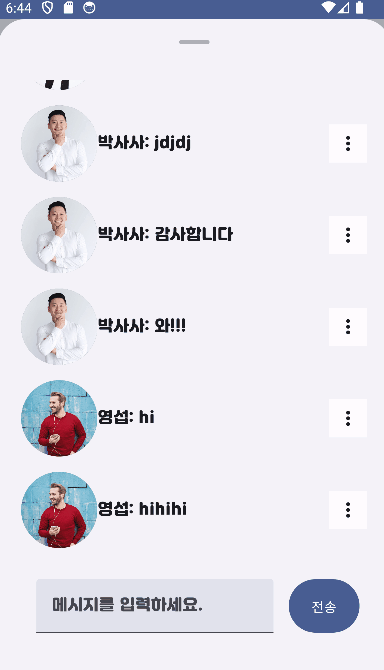 6:44
박사사: jdjdj
박사사: 감사합니다
박사사: 와!!!
영섭: hi
영섭: hihihi
메시지를 입력하세요.
전송